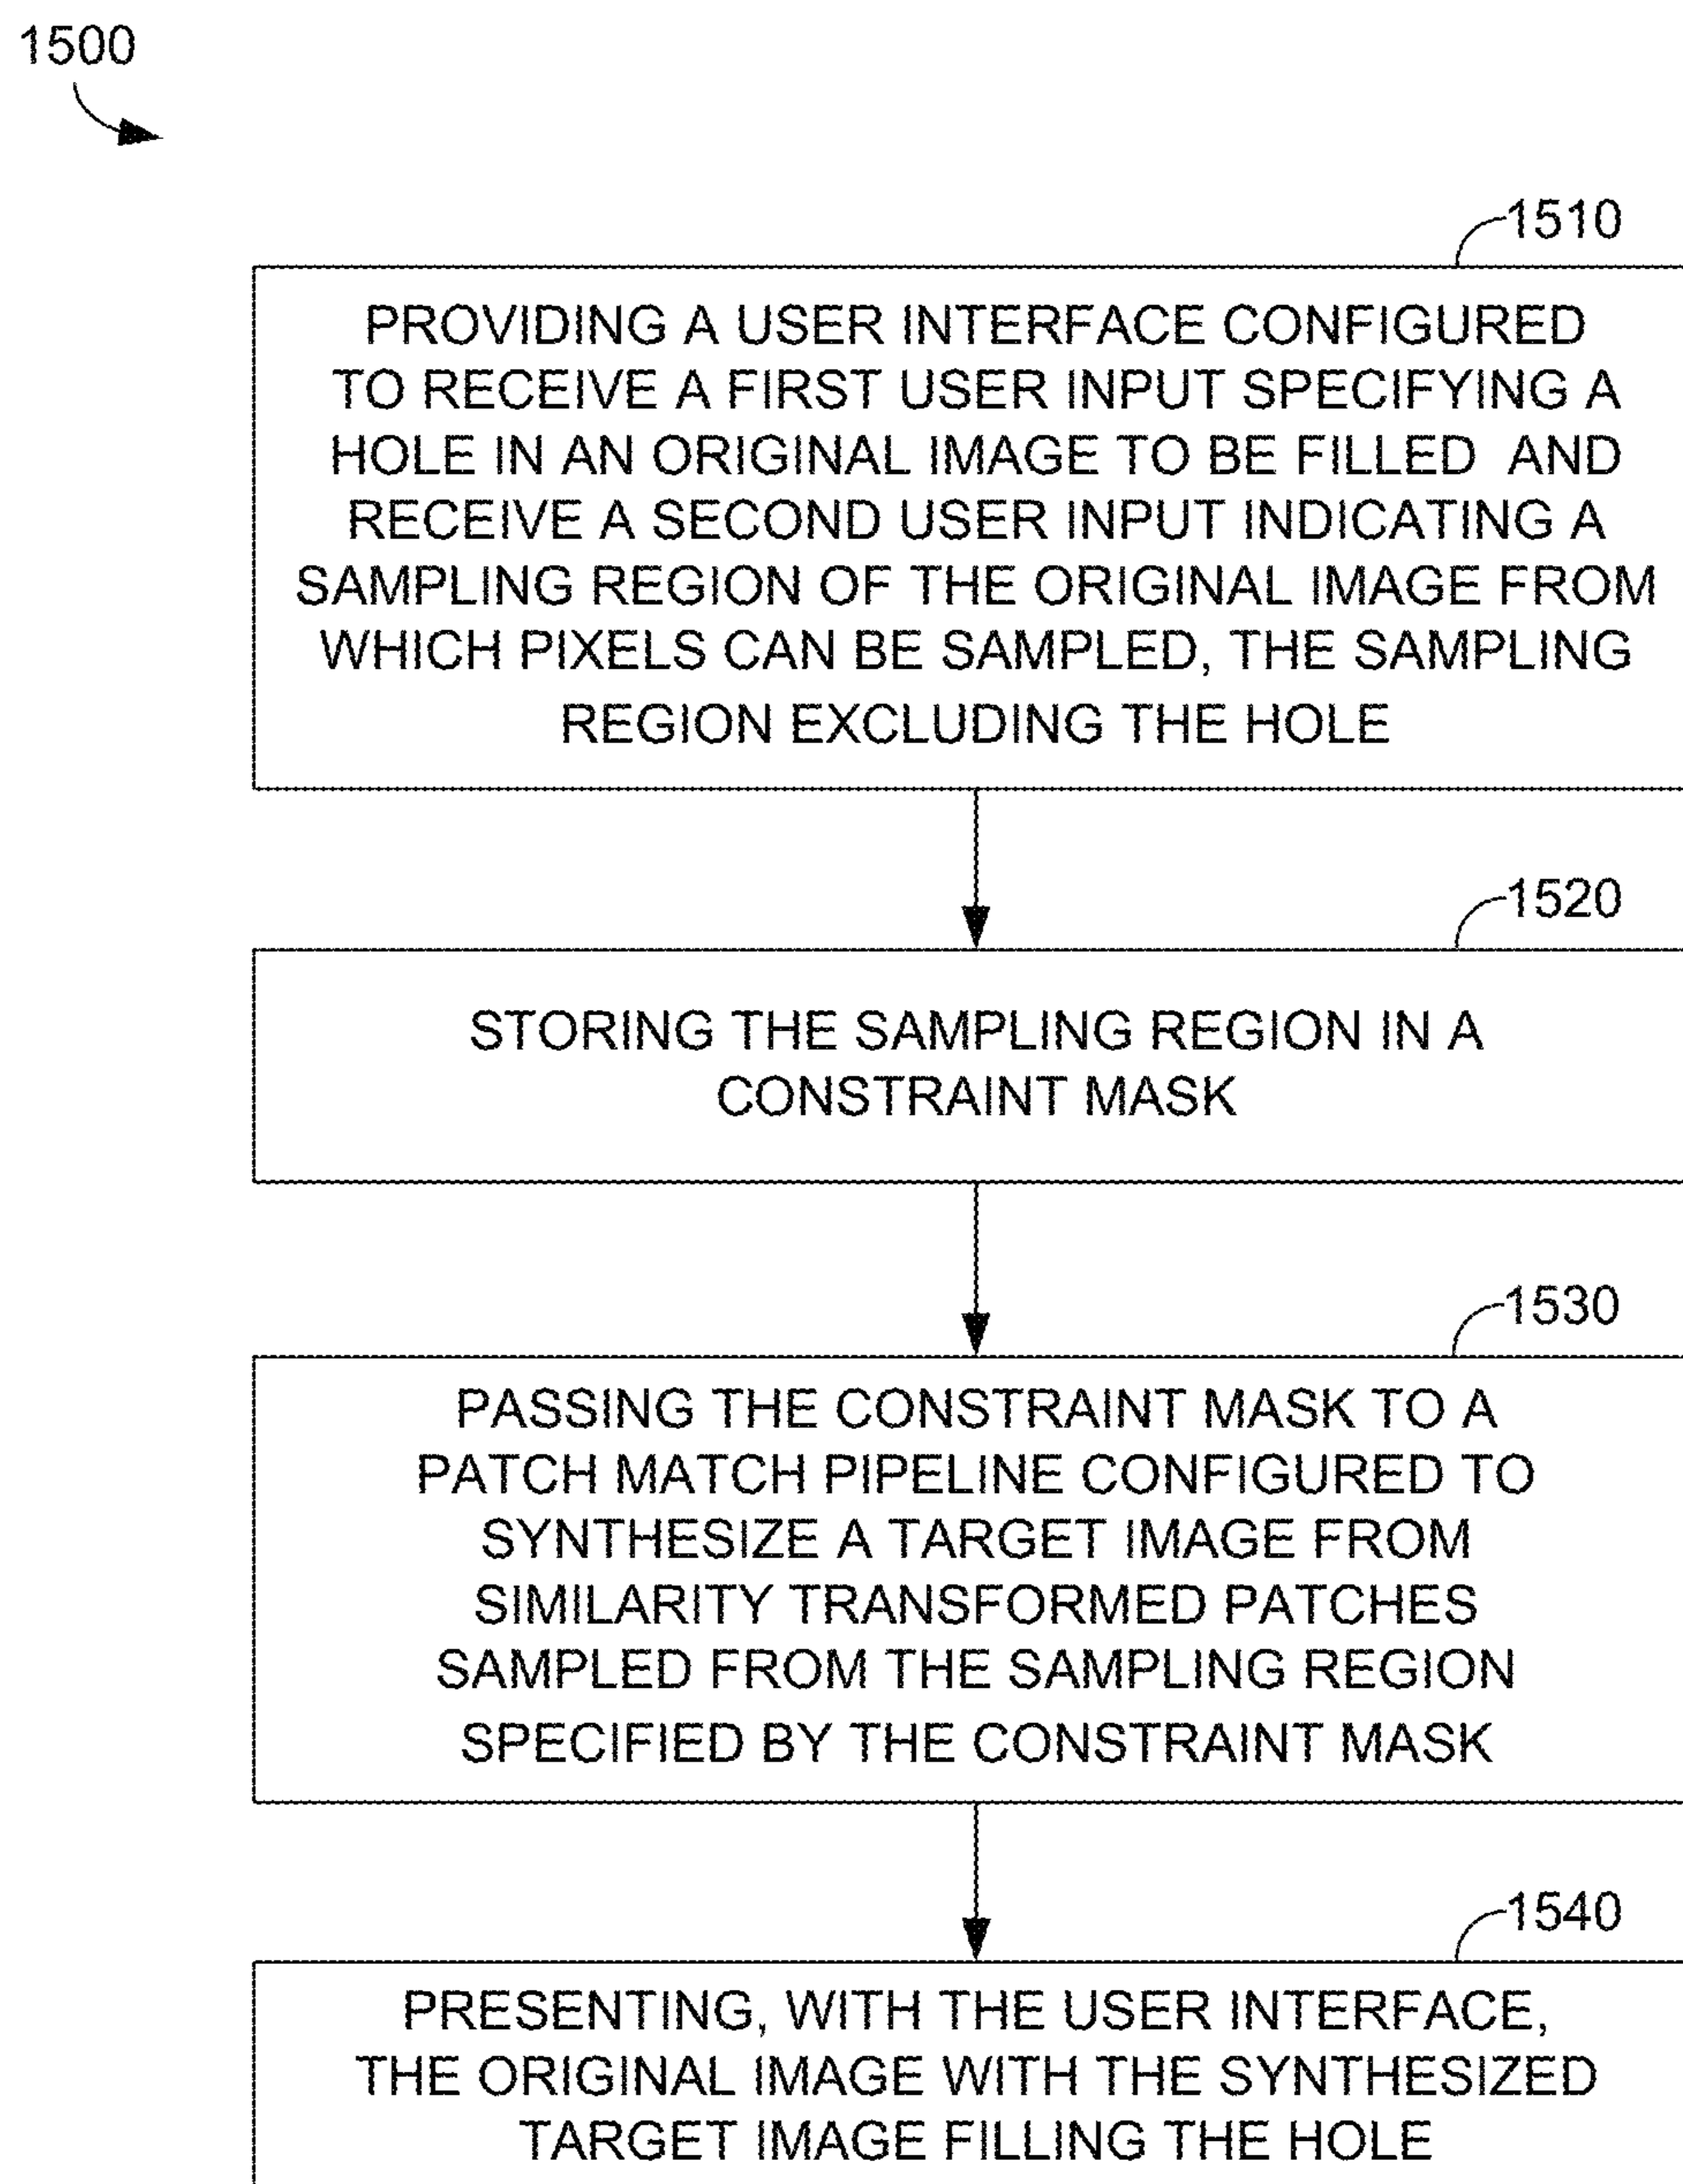 1500
1510
PROVIDING A USER INTERFACE CONFIGURED
TO RECEIVE A FIRST USER INPUT SPECIFYING A
HOLE IN AN ORIGINAL IMAGE TO BE FILLED AND
RECEIVE A SECOND USER INPUT INDICATING A
SAMPLING REGION OF THE ORIGINAL IMAGE FROM
WHICH PIXELS CAN BE SAMPLED, THE SAMPLING
REGION EXCLUDING THE HOLE
1520
STORING THE SAMPLING REGION IN A
CONSTRAINT MASK
1530
PASSING THE CONSTRAINT MASK TO A
PATCH MATCH PIPELINE CONFIGURED TO
SYNTHESIZE A TARGET IMAGE FROM
SIMILARITY TRANSFORMED PATCHES
SAMPLED FROM THE SAMPLING REGION
SPECIFIED BY THE CONSTRAINT MASK
1540
PRESENTING, WITH THE USER INTERFACE,
THE ORIGINAL IMAGE WITH THE SYNTHESIZED
TARGET IMAGE FILLING THE HOLE